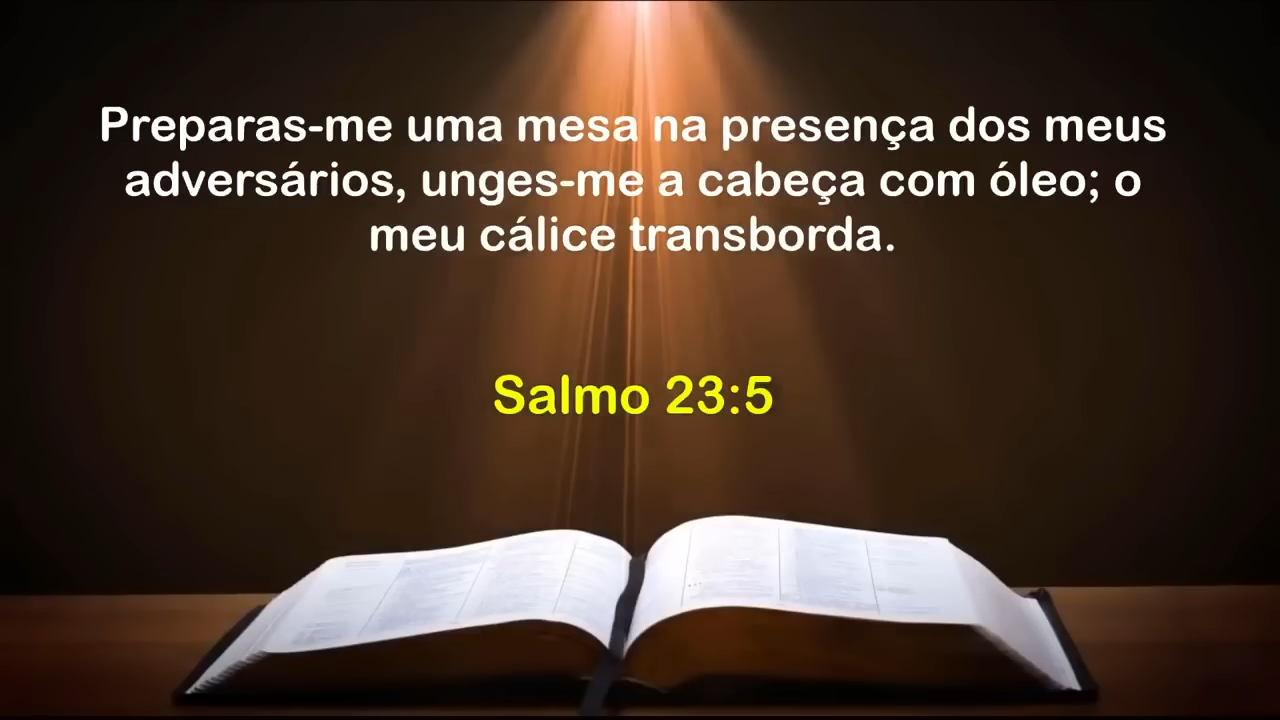 Preparas-me uma mesa na presença dos meus
adversários, unges-me a cabeça com óleo; o
meu cálice transborda.
Salmo 23:5